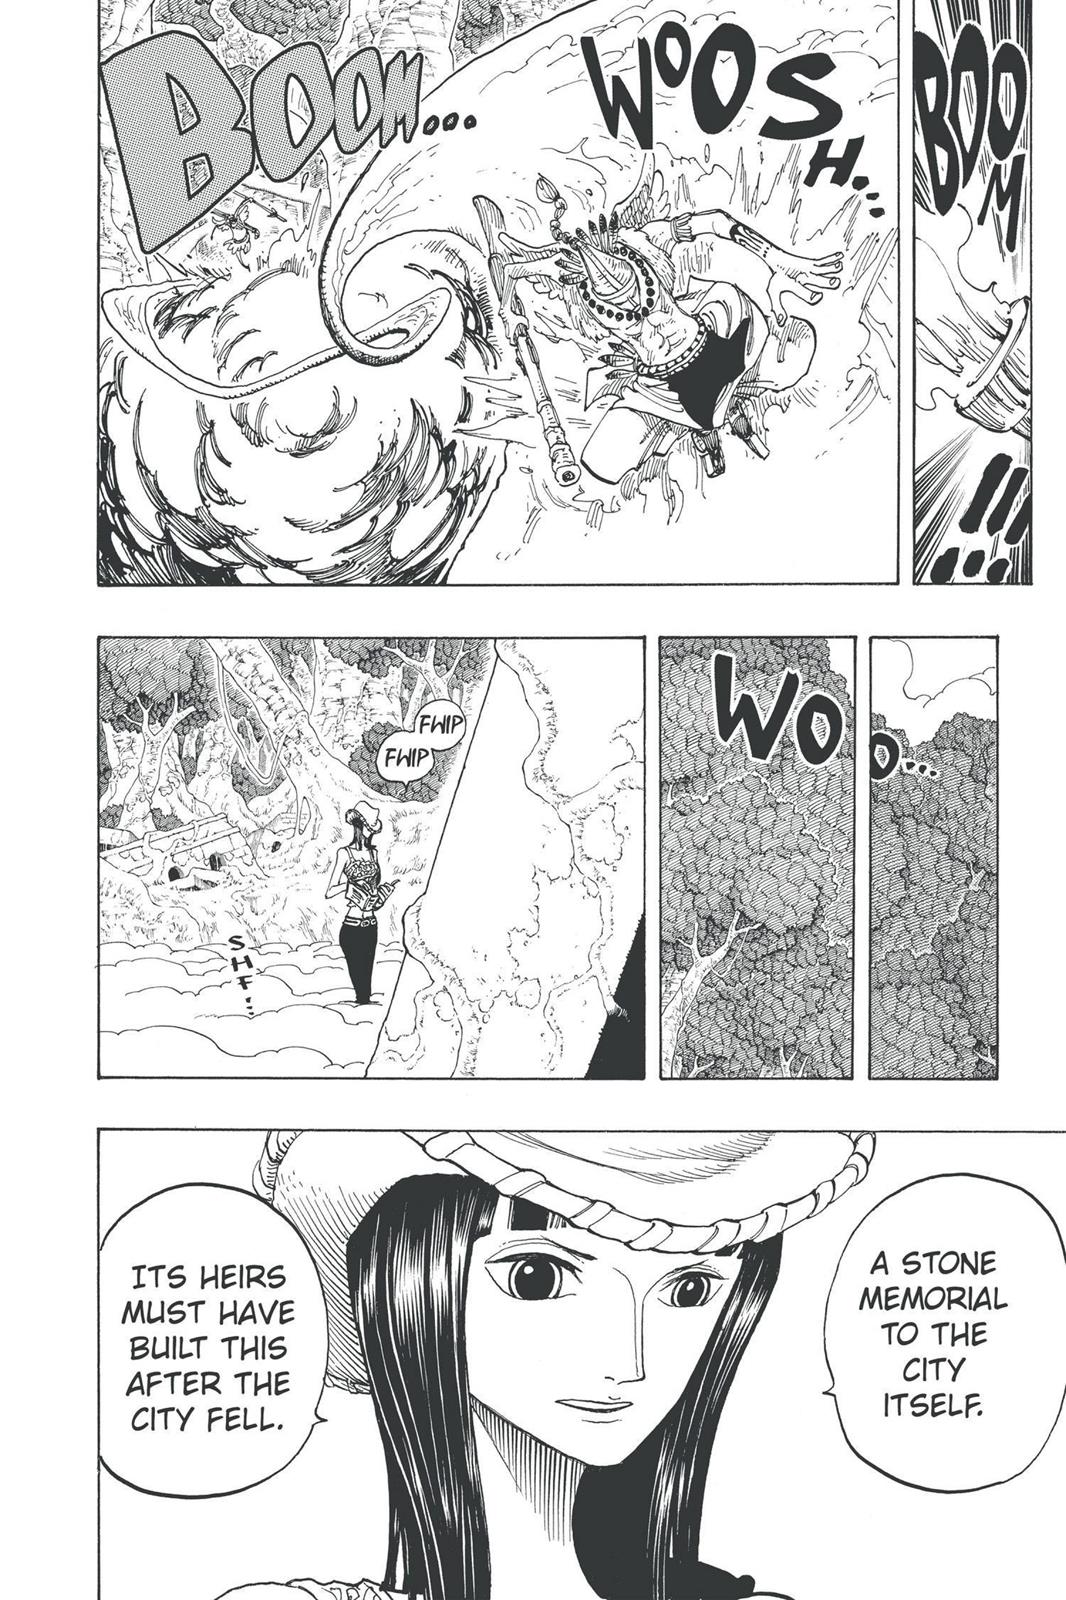 BOOM
!!!
...
WOOSH...
BOOM...
WOO...
FWIP
FWIP
SHF...
A STONE
MEMORIAL
TO THE
CITY
ITSELF.
ITS HEIRS
MUST HAVE
BUILT THIS
AFTER THE
CITY FELL.